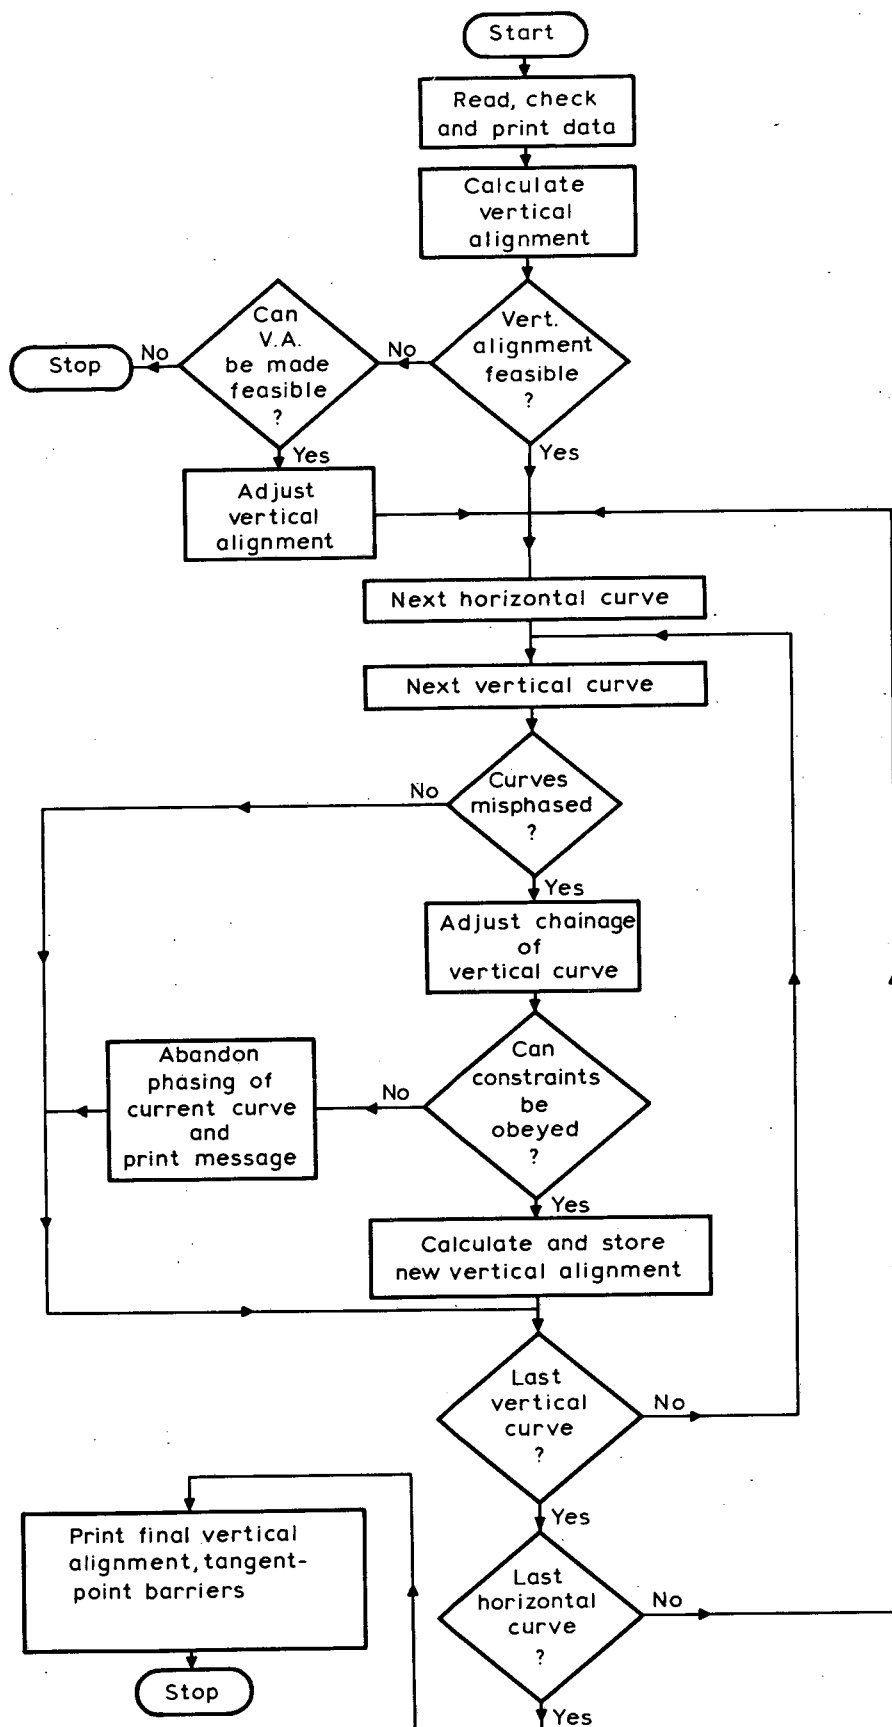 Start
Read, check
and print data
Calculate
vertical
alignment
Vert.
alignment
feasible
?
No
Can
V.A.
be made
feasible
?
No
Stop
Yes
Adjust
vertical
alignment
Yes
Next horizontal curve
Next vertical curve
Curves
misphased
?
No
Yes
Adjust chainage
of
vertical curve
Can
constraints
be
obeyed
?
No
Abandon
phasing of
current curve
and
print message
Yes
Calculate and store
new vertical alignment
Last
vertical
curve
?
No
Yes
Last
horizontal
curve
?
No
Yes
Print final vertical
alignment, tangent-
point barriers
Stop